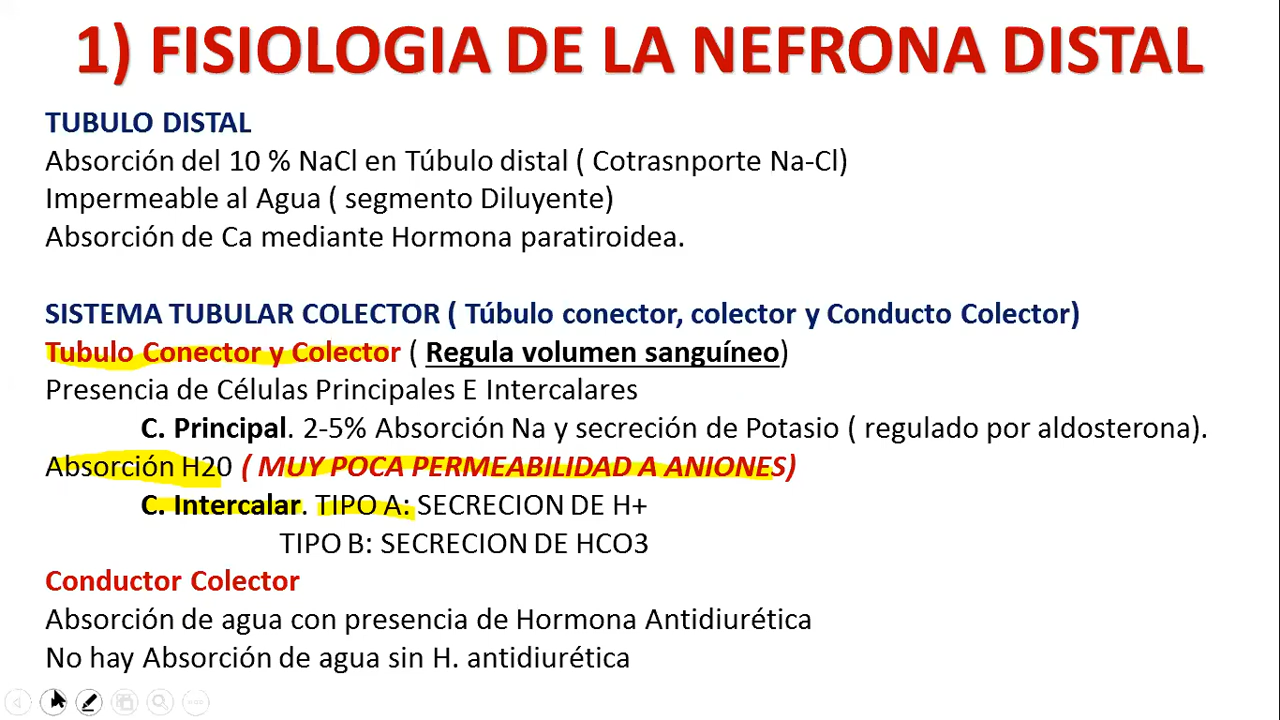 1) FISIOLOGIA DE LA NEFRONA DISTAL
TUBULO DISTAL
Absorción del 10 % NaCl en Túbulo distal ( Cotrasnporte Na-Cl)
Impermeable al Agua ( segmento Diluyente)
Absorción de Ca mediante Hormona paratiroidea.
SISTEMA TUBULAR COLECTOR ( Túbulo conector, colector y Conducto Colector)
Tubulo Conector y Colector ( Regula volumen sanguíneo)
Presencia de Células Principales E Intercalares
C. Principal. 2-5% Absorción Na y secreción de Potasio ( regulado por aldosterona).
Absorción H20 ( MUY POCA PERMEABILIDAD A ANIONES)
C. Intercalar. TIPO A: SECRECION DE H+
TIPO B: SECRECION DE HCO3
Conductor Colector
Absorción de agua con presencia de Hormona Antidiurética
No hay Absorción de agua sin H. antidiurética